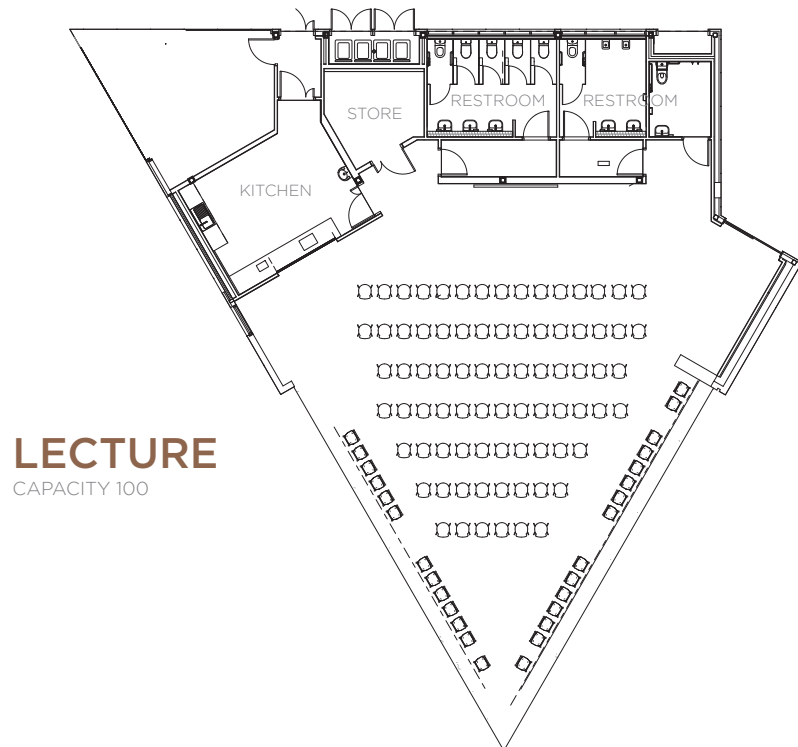 RESTROOM
RESTROOM
STORE
KITCHEN
LECTURE
CAPACITY 100